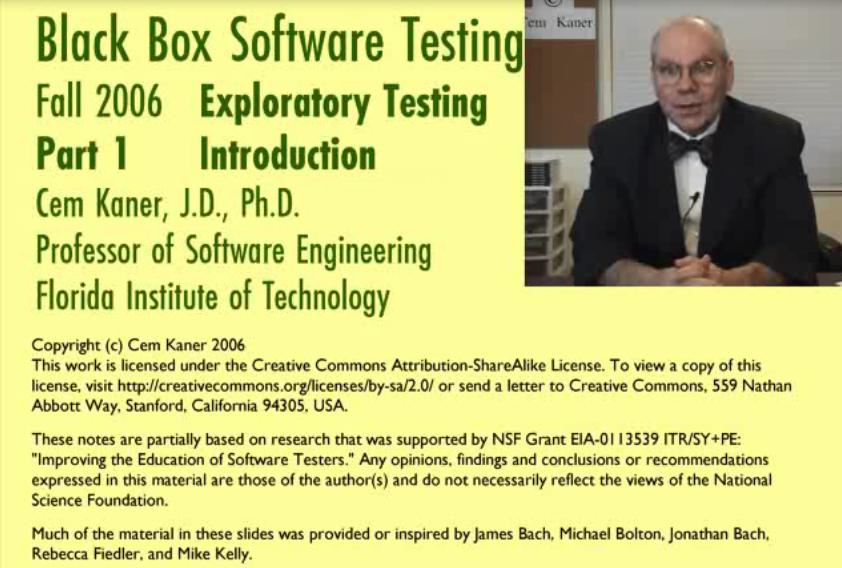 ©
Cem Kaner
Black Box Software Testing
Fall 2006 Exploratory Testing
Part 1 Introduction
Cem Kaner, J.D., Ph.D.
Professor of Software Engineering
Florida Institute of Technology
Copyright (c) Cem Kaner 2006
This work is licensed under the Creative Commons Attribution-ShareAlike License. To view a copy of this
license, visit http://creativecommons.org/licenses/by-sa/2.0/ or send a letter to Creative Commons, 559 Nathan
Abbott Way, Stanford, California 94305, USA.
These notes are partially based on research that was supported by NSF Grant EIA-0113539 ITR/SY+PE:
"Improving the Education of Software Testers." Any opinions, findings and conclusions or recommendations
expressed in this material are those of the author(s) and do not necessarily reflect the views of the National
Science Foundation.
Much of the material in these slides was provided or inspired by James Bach, Michael Bolton, Jonathan Bach,
Rebecca Fiedler, and Mike Kelly.